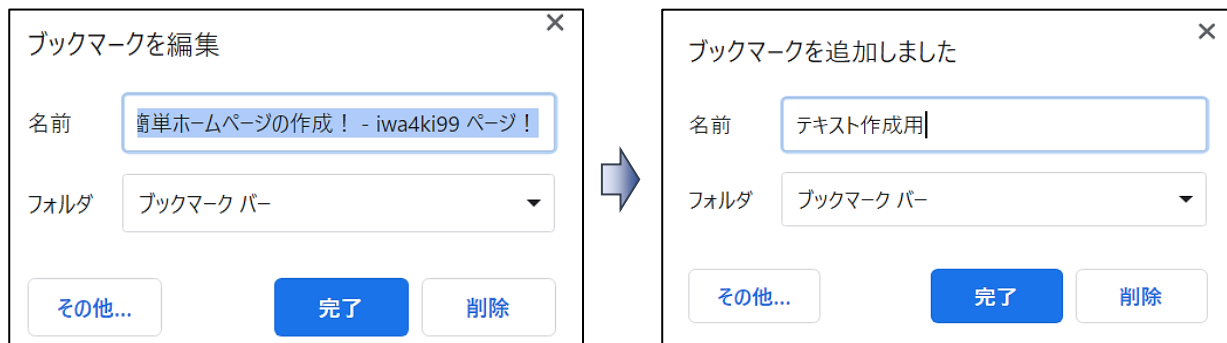 ブックマークを編集
名前
簡単ホームページの作成！ - iwa4ki99 ページ！
フォルダ
ブックマーク バー
その他...
完了
削除
ブックマークを追加しました
名前
テキスト作成用
フォルダ
ブックマーク バー
その他...
完了
削除